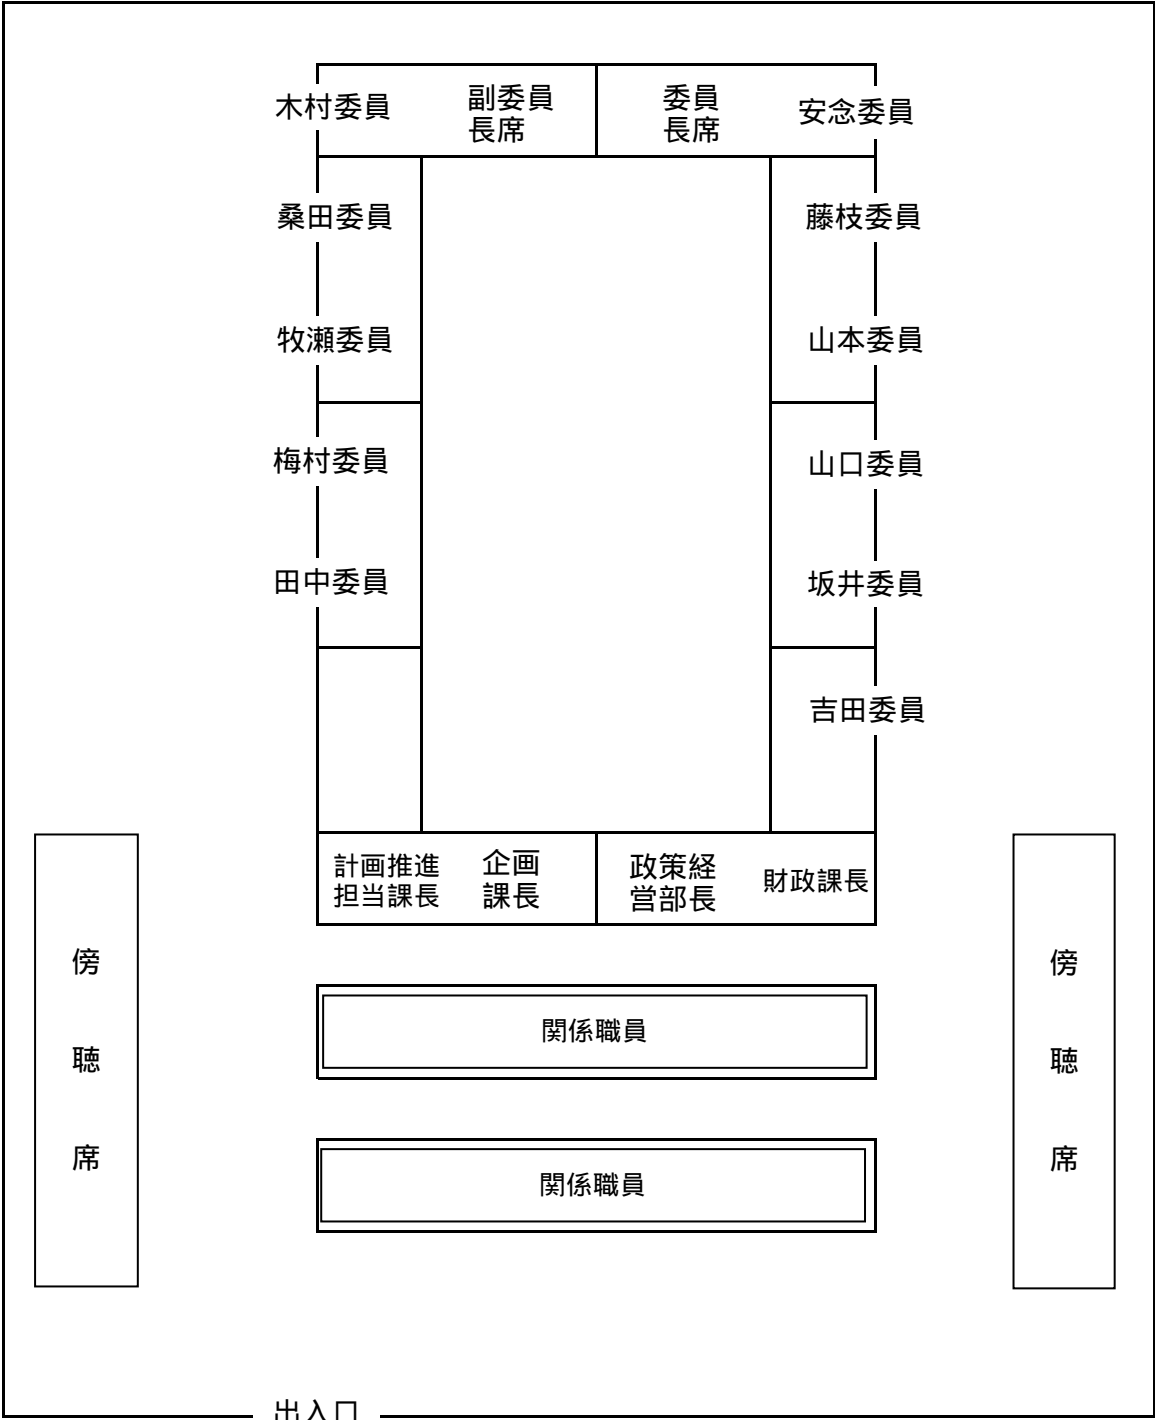 木村委員
副委員
長席
委員
長席
安念委員
桑田委員
藤枝委員
牧瀬委員
山本委員
梅村委員
山口委員
田中委員
坂井委員
吉田委員
計画推進
担当課長
企画
課長
政策経
営部長
財政課長
傍
聴
席
関係職員
関係職員
傍
聴
席
出入口